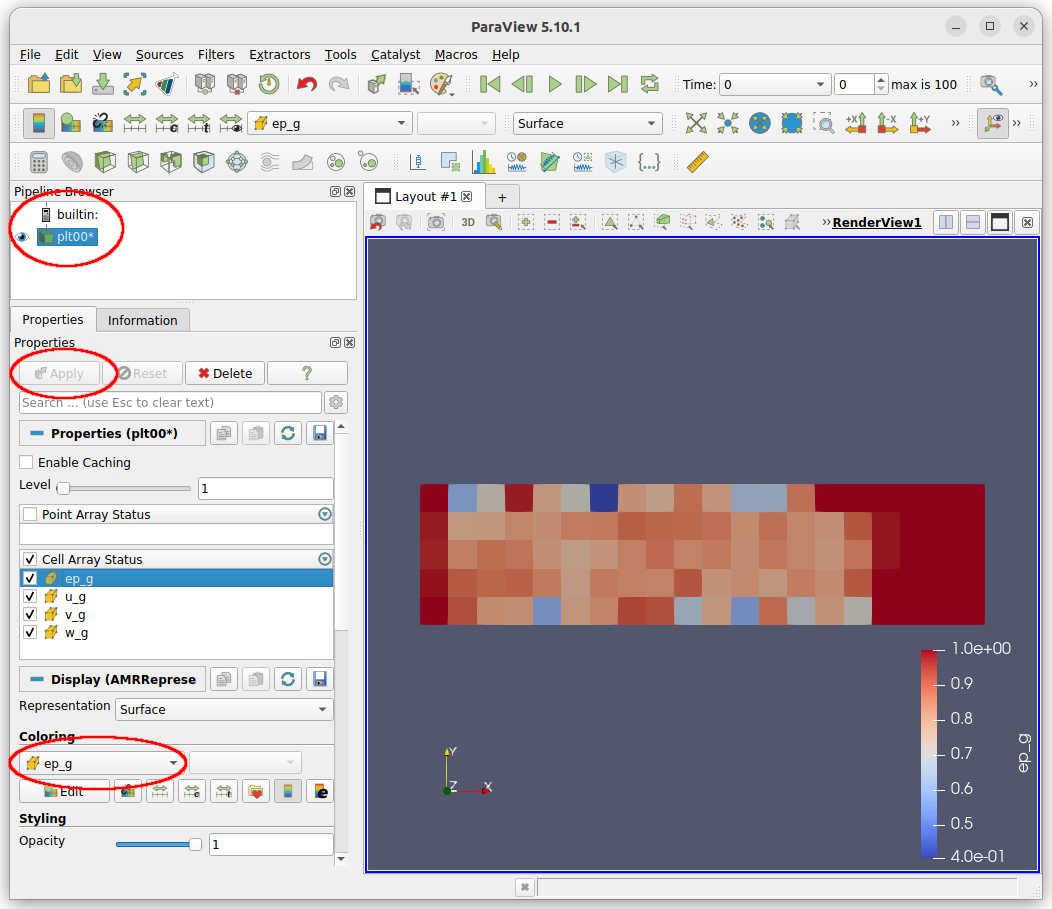 ParaView 5.10.1
File Edit View Sources Filters Extractors Tools Catalyst Macros Help
Time: 0 0 max is 100 »
ep_g Surface » »
Pipeline Browser
builtin:
plt00*
Properties Information
Properties
Apply Reset Delete ?
Search ... (use Esc to clear text)
Properties (plt00*)
Enable Caching
Level 1
Point Array Status
Cell Array Status
ep_g
u_g
v_g
w_g
Display (AMRReprese
Representation Surface
Coloring
ep_g
Edit
Styling
Opacity 1
Layout #1 +
3D » RenderView1
1.0e+00
0.9
0.8
0.7
0.6
0.5
4.0e-01
ep_g
Y
Z X